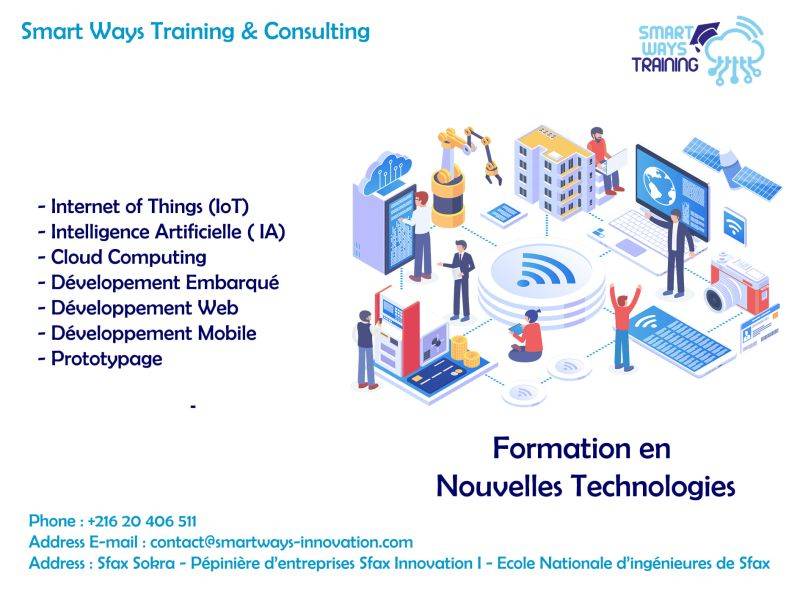 Smart Ways Training & Consulting
SMART
WAYS
TRAINING
- Internet of Things (IoT)
- Intelligence Artificielle ( IA)
- Cloud Computing
- Dévelopement Embarqué
- Développement Web
- Développement Mobile
- Prototypage
-
Formation en
Nouvelles Technologies
Phone : +216 20 406 511
Address E-mail : contact@smartways-innovation.com
Address : Sfax Sokra - Pépinière d'entreprises Sfax Innovation I - Ecole Nationale d'ingénieures de Sfax